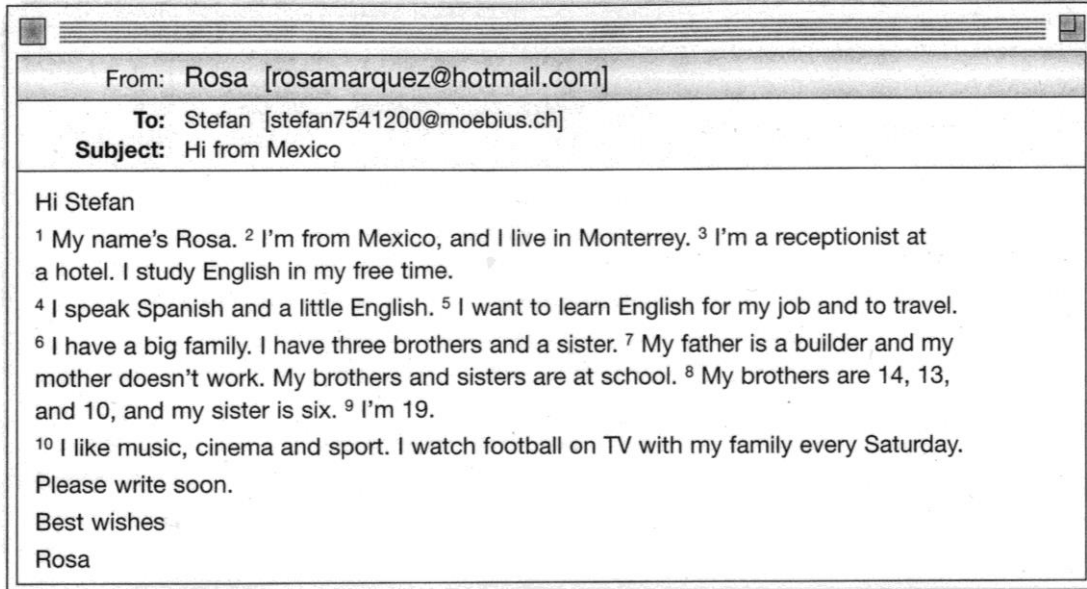 From: Rosa [rosamarquez@hotmail.com]
To: Stefan [stefan7541200@moebius.ch]
Subject: Hi from Mexico
Hi Stefan
1 My name's Rosa. 2 I'm from Mexico, and I live in Monterrey. 3 I'm a receptionist at
a hotel. I study English in my free time.
4 I speak Spanish and a little English. 5 I want to learn English for my job and to travel.
6 I have a big family. I have three brothers and a sister. 7 My father is a builder and my
mother doesn't work. My brothers and sisters are at school. 8 My brothers are 14, 13,
and 10, and my sister is six. 9 I'm 19.
10 I like music, cinema and sport. I watch football on TV with my family every Saturday.
Please write soon.
Best wishes
Rosa